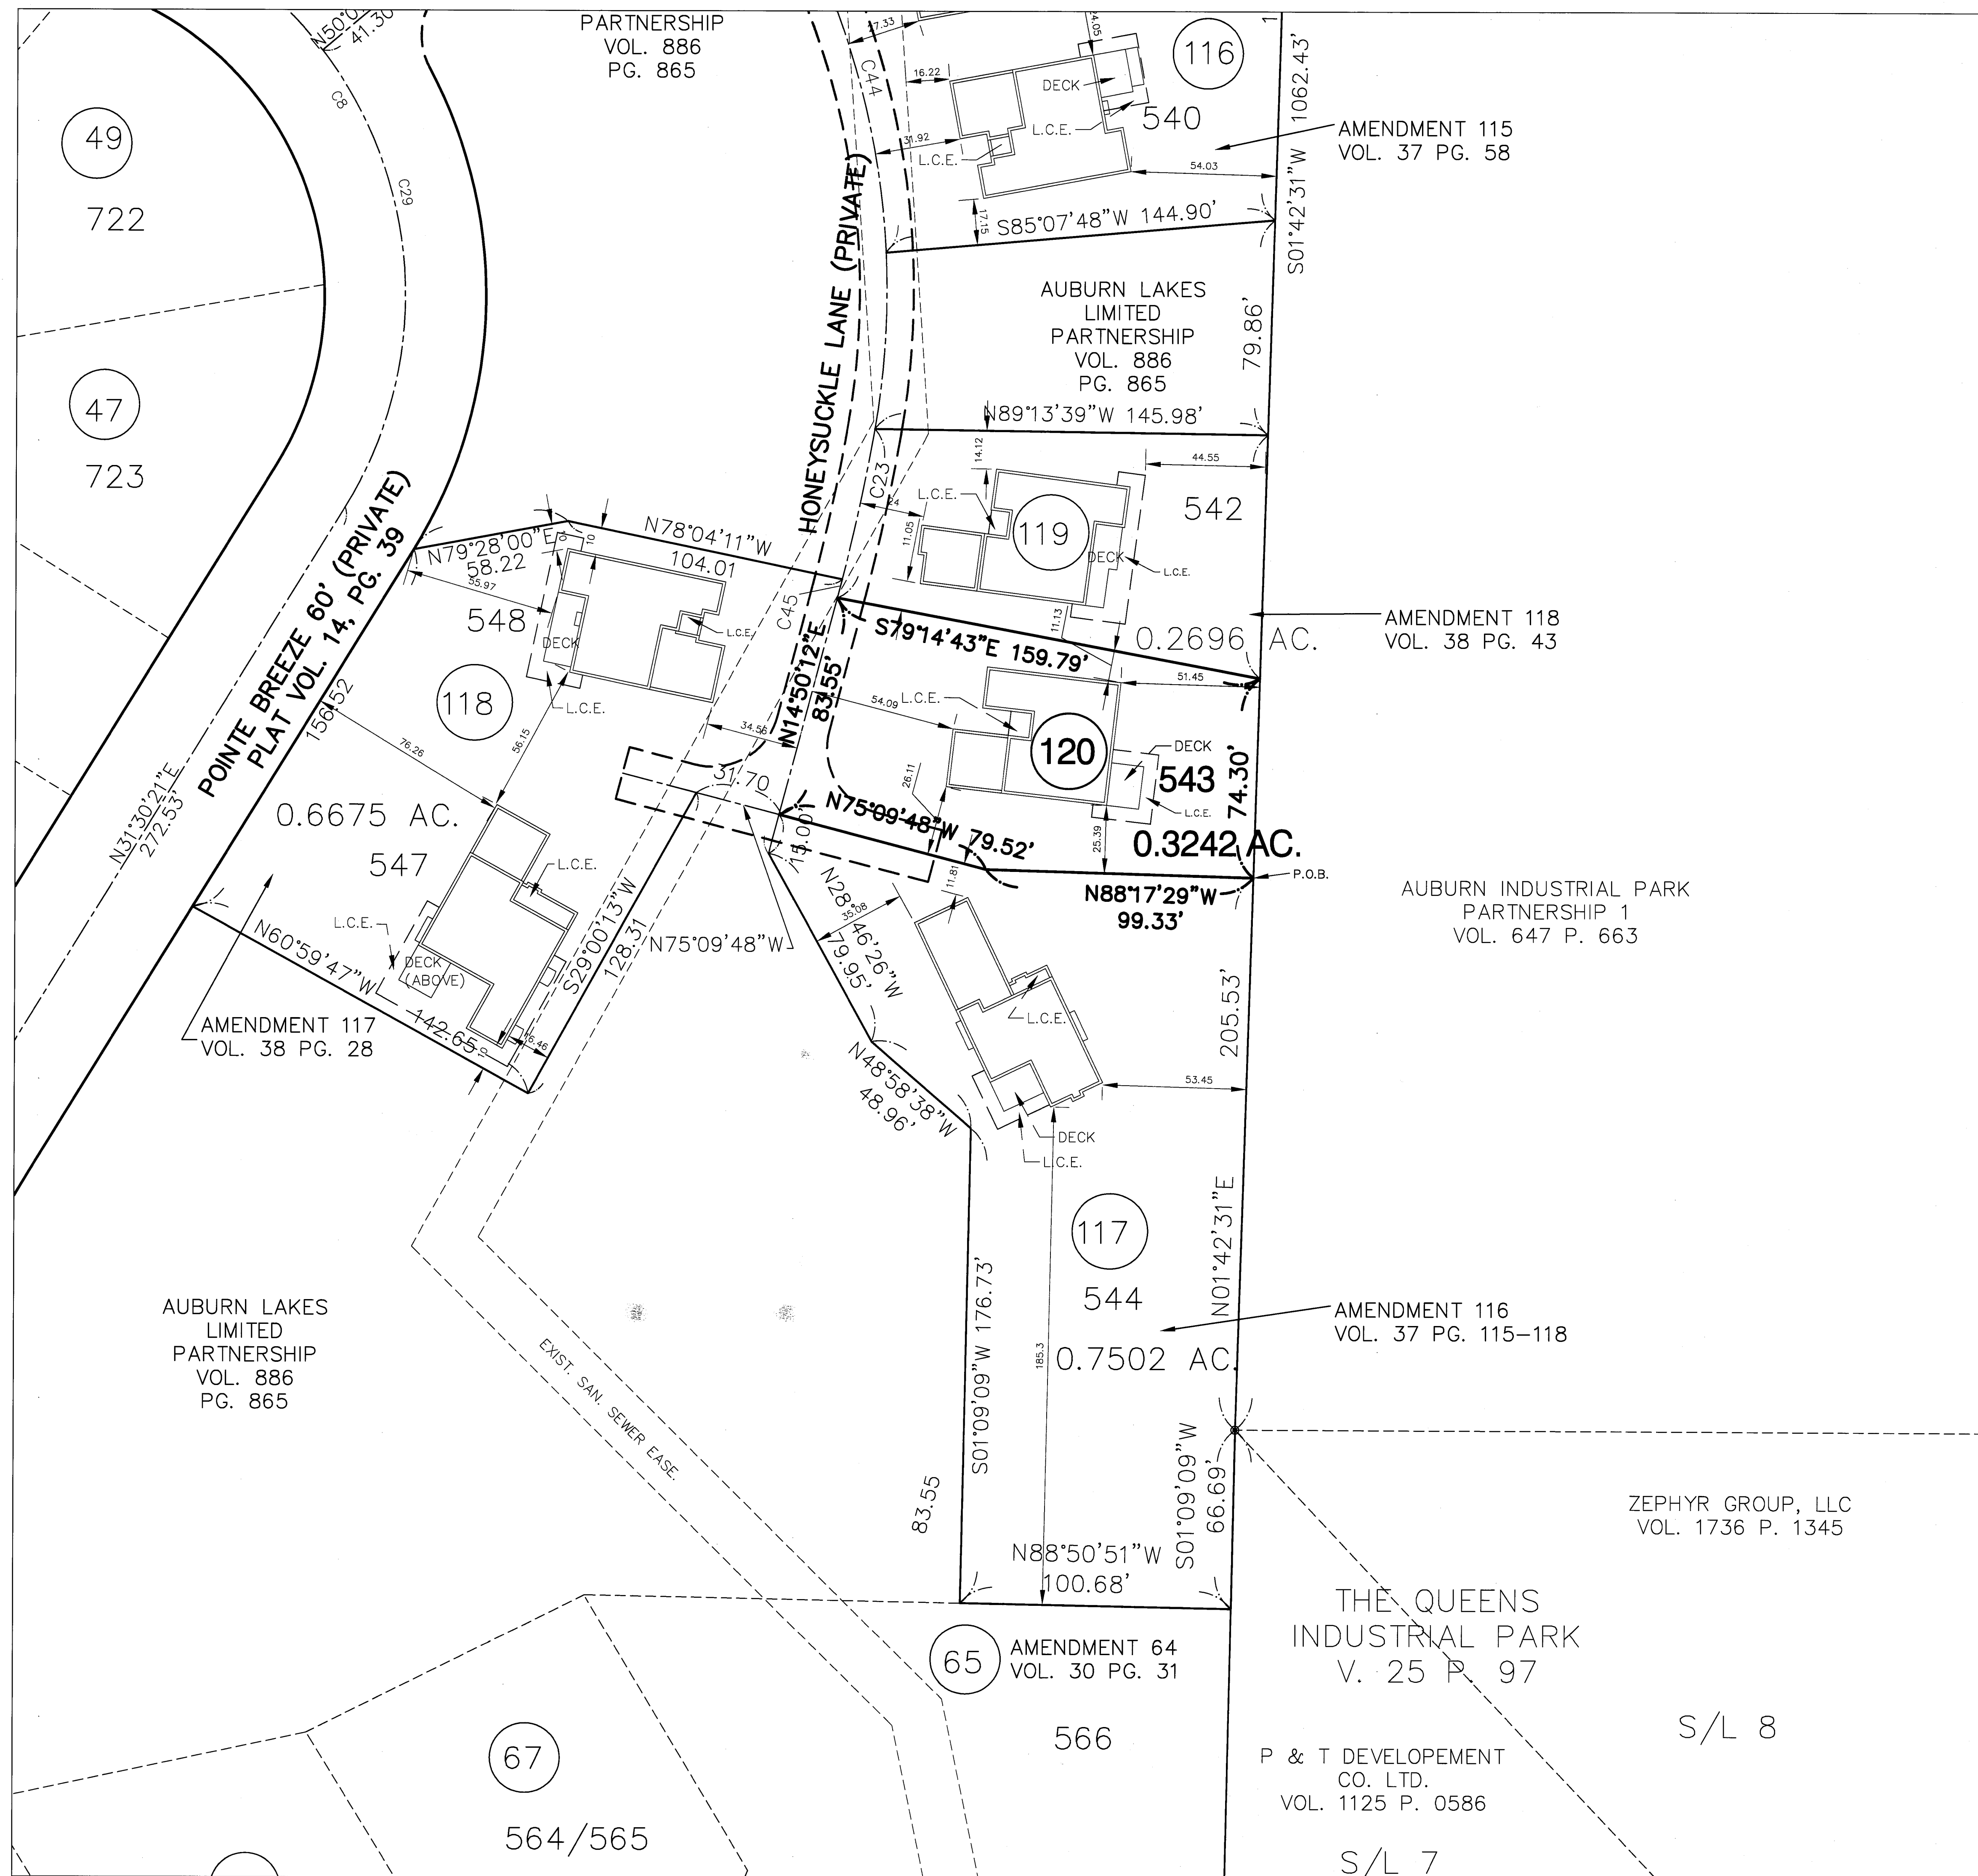 N50°0
41.30
PARTNERSHIP
VOL. 886
PG. 865
C8
C29
49
722
47
723
POINTE BREEZE 60' (PRIVATE)
PLAT VOL. 14, PG. 39
N31°30'21"E
272.53'
156.52
HONEYSUCKLE LANE (PRIVATE)
C44
27.33
16.22
31.92
24.05
DECK
L.C.E.
L.C.E.
116
540
54.03
17.15
S85°07'48"W 144.90'
1
S01°42'31"W 1062.43'
AMENDMENT 115
VOL. 37 PG. 58
AUBURN LAKES
LIMITED
PARTNERSHIP
VOL. 886
PG. 865
79.86'
N89°13'39"W 145.98'
14.12
44.55
C23
24
11.05
L.C.E.
119
DECK
L.C.E.
542
11.13
0.2696 AC.
AMENDMENT 118
VOL. 38 PG. 43
N79°28'00"E
58.22
N78°04'11"W
104.01
10
10
55.97
548
DECK
L.C.E.
L.C.E.
C45
118
34.56
56.15
76.26
0.6675 AC.
547
L.C.E.
L.C.E.
DECK
(ABOVE)
N60°59'47"W
142.65
10
16.46
S29°00'13"W
128.31
AMENDMENT 117
VOL. 38 PG. 28
S79°14'43"E 159.79'
N14°50'12"E
83.55'
54.09
L.C.E.
51.45
120
DECK
543
L.C.E.
74.30'
26.11
25.39
0.3242 AC.
N75°09'48"W 79.52'
N88°17'29"W
99.33'
P.O.B.
31.70
15.00'
N75°09'48"W
N28°46'26"W
79.95'
35.08
11.81
L.C.E.
N48°58'38"W
48.96'
53.45
DECK
L.C.E.
205.53'
N01°42'31"E
AUBURN INDUSTRIAL PARK
PARTNERSHIP 1
VOL. 647 P. 663
117
544
0.7502 AC.
AMENDMENT 116
VOL. 37 PG. 115-118
S01°09'09"W 176.73'
185.3
83.55
S01°09'09"W
66.69'
N88°50'51"W
100.68'
AUBURN LAKES
LIMITED
PARTNERSHIP
VOL. 886
PG. 865
EXIST. SAN. SEWER EASE.
65
AMENDMENT 64
VOL. 30 PG. 31
566
67
564/565
ZEPHYR GROUP, LLC
VOL. 1736 P. 1345
THE QUEENS
INDUSTRIAL PARK
V. 25 P. 97
S/L 8
P & T DEVELOPEMENT
CO. LTD.
VOL. 1125 P. 0586
S/L 7